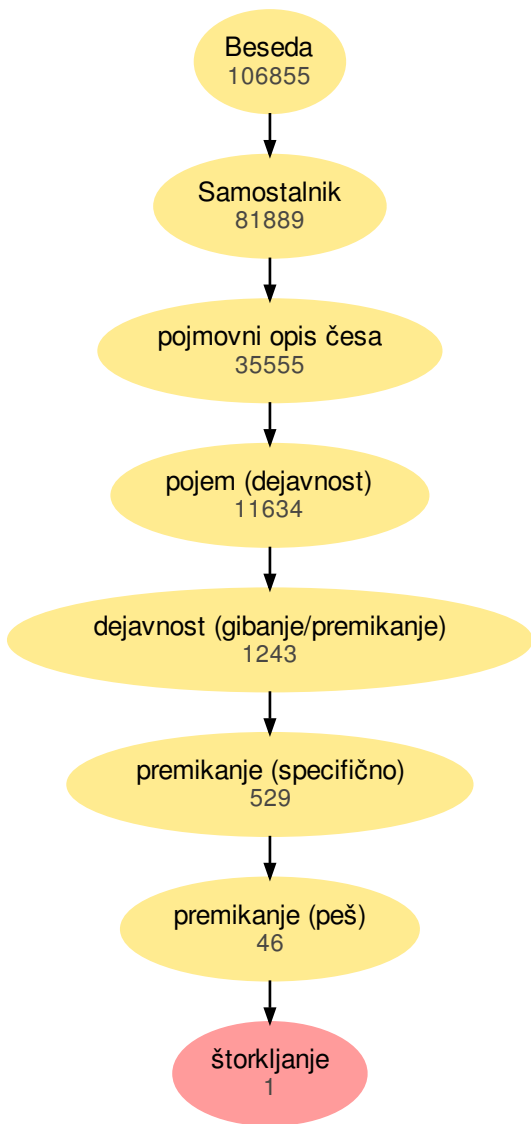 Beseda
106855
Samostalnik
81889
pojmovni opis česa
35555
pojem (dejavnost)
11634
dejavnost (gibanje/premikanje)
1243
premikanje (specifično)
529
premikanje (peš)
46
štorkljanje
1